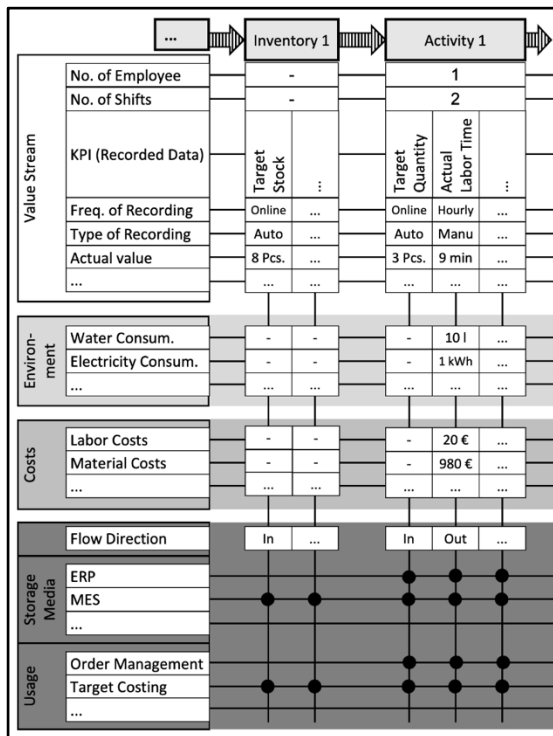 ... Inventory 1 Activity 1
Value Stream
No. of Employee - 1
No. of Shifts - 2
KPI (Recorded Data) Target Stock ... Target Quantity Actual Labor Time ...
Freq. of Recording Online ... Online Hourly ...
Type of Recording Auto ... Auto Manu ...
Actual value 8 Pcs. ... 3 Pcs. 9 min ...
... ... ... ... ... ...
Environ-
ment
Water Consum. - - - 10 l ...
Electricity Consum. - - - 1 kWh ...
... ... ... ... ... ...
Costs
Labor Costs - - - 20 € ...
Material Costs - - - 980 € ...
... ... ... ... ... ...
Flow Direction In ... In Out ...
Storage
Media
ERP
MES
...
Usage
Order Management
Target Costing
...